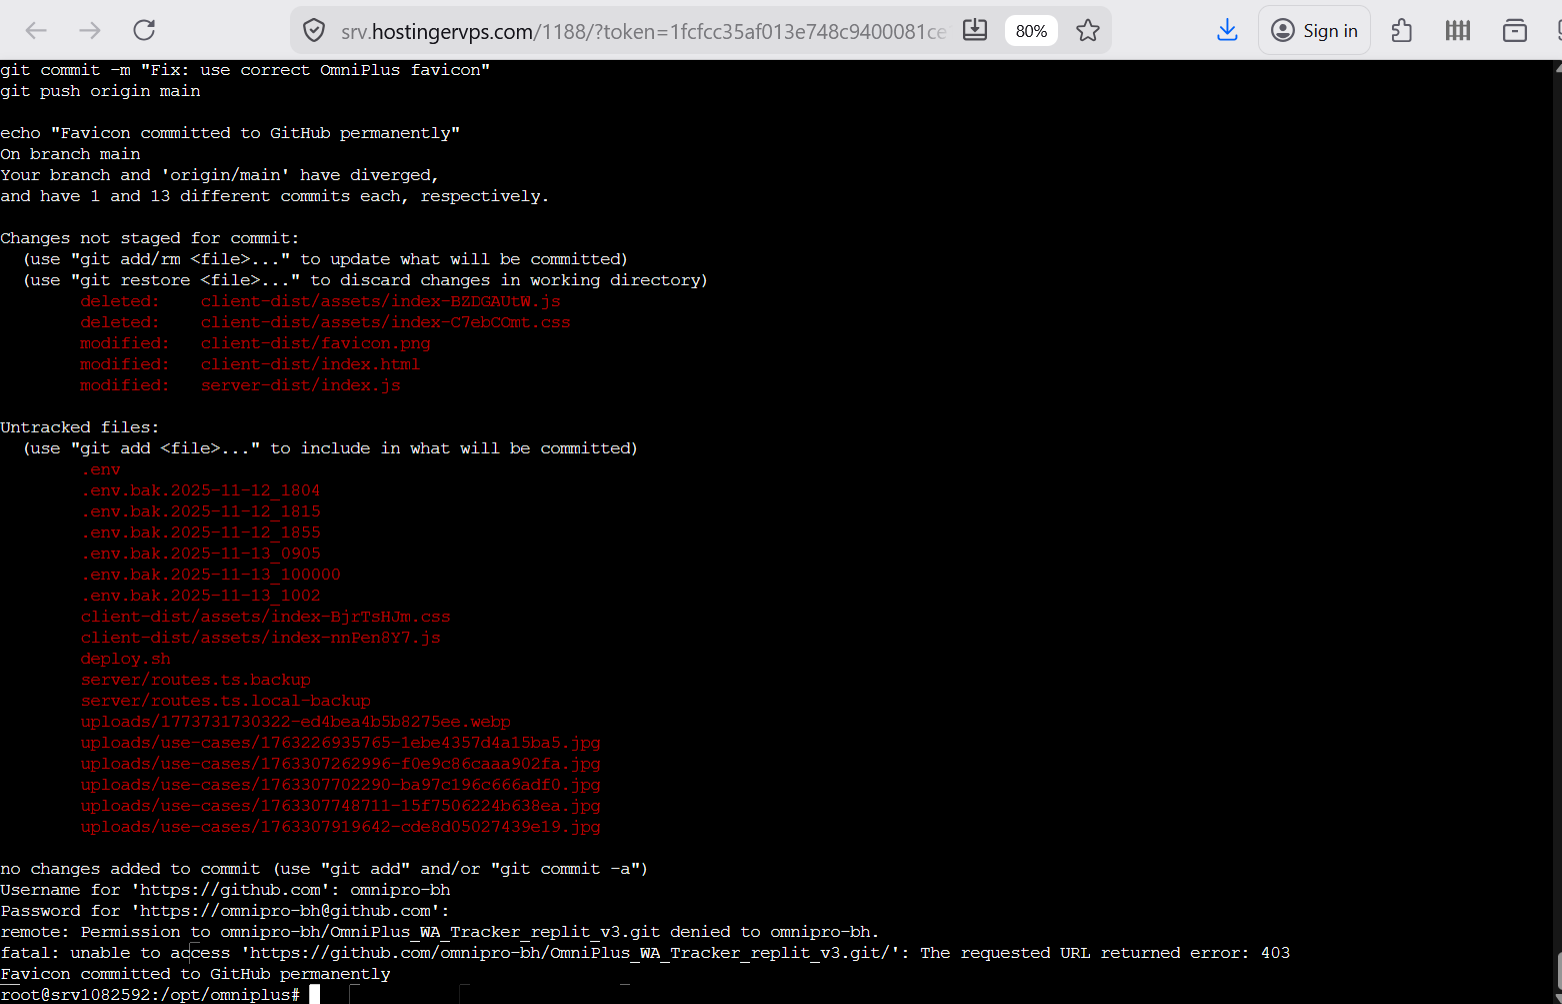 srv.hostingervps.com/1188/?token=1fcfcc35af013e748c9400081ce
80%
Sign in
git commit -m "Fix: use correct OmniPlus favicon"
git push origin main
echo "Favicon committed to GitHub permanently"
On branch main
Your branch and 'origin/main' have diverged,
and have 1 and 13 different commits each, respectively.
Changes not staged for commit:
  (use "git add/rm <file>..." to update what will be committed)
  (use "git restore <file>..." to discard changes in working directory)
        deleted:    client-dist/assets/index-BZDGAUtW.js
        deleted:    client-dist/assets/index-C7ebCOmt.css
        modified:   client-dist/favicon.png
        modified:   client-dist/index.html
        modified:   server-dist/index.js
Untracked files:
  (use "git add <file>..." to include in what will be committed)
        .env
        .env.bak.2025-11-12_1804
        .env.bak.2025-11-12_1815
        .env.bak.2025-11-12_1855
        .env.bak.2025-11-13_0905
        .env.bak.2025-11-13_100000
        .env.bak.2025-11-13_1002
        client-dist/assets/index-BjrTsHJm.css
        client-dist/assets/index-nnPen8Y7.js
        deploy.sh
        server/routes.ts.backup
        server/routes.ts.local-backup
        uploads/1773731730322-ed4bea4b5b8275ee.webp
        uploads/use-cases/1763226935765-1ebe4357d4a15ba5.jpg
        uploads/use-cases/1763307262996-f0e9c86caaa902fa.jpg
        uploads/use-cases/1763307702290-ba97c196c666adf0.jpg
        uploads/use-cases/1763307748711-15f7506224b638ea.jpg
        uploads/use-cases/1763307919642-cde8d05027439e19.jpg
no changes added to commit (use "git add" and/or "git commit -a")
Username for 'https://github.com': omnipro-bh
Password for 'https://omnipro-bh@github.com':
remote: Permission to omnipro-bh/OmniPlus_WA_Tracker_replit_v3.git denied to omnipro-bh.
fatal: unable to access 'https://github.com/omnipro-bh/OmniPlus_WA_Tracker_replit_v3.git/': The requested URL returned error: 403
Favicon committed to GitHub permanently
root@srv1082592:/opt/omniplus#